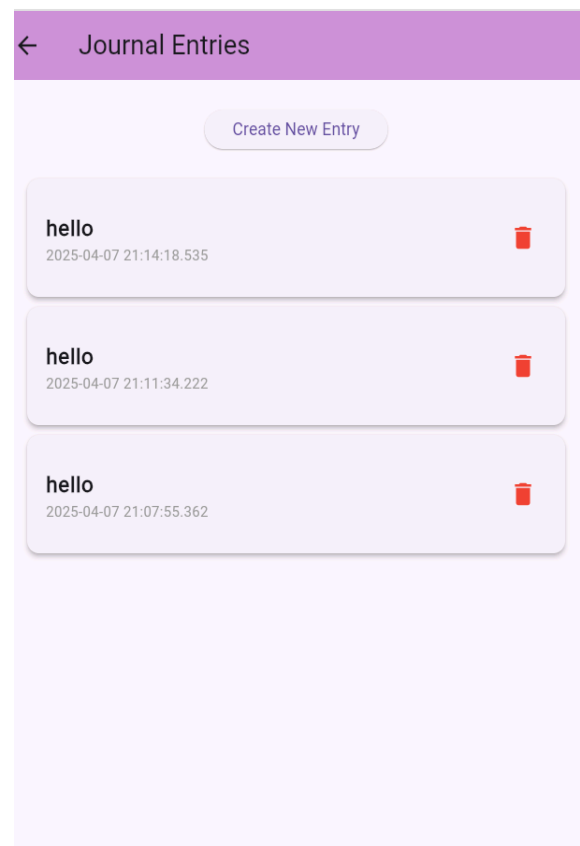 Journal Entries
Create New Entry
hello
2025-04-07 21:14:18.535
hello
2025-04-07 21:11:34.222
hello
2025-04-07 21:07:55.362